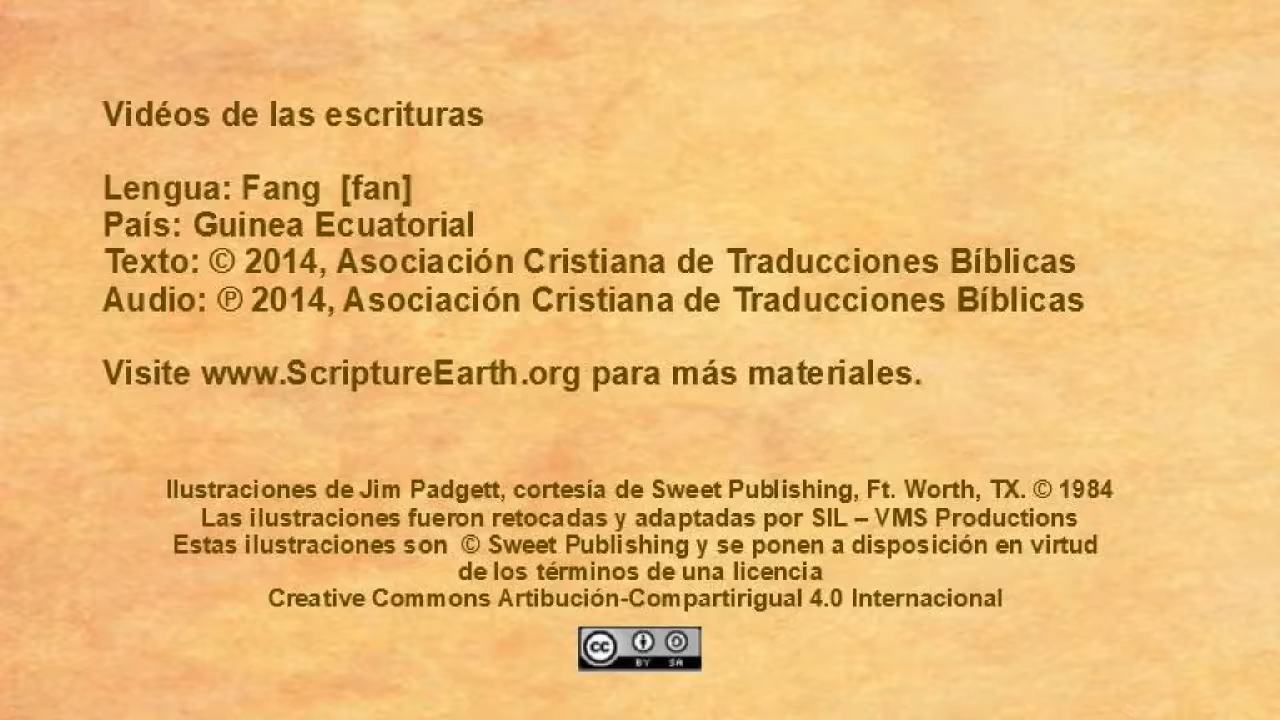 Vidéos de las escrituras
Lengua: Fang [fan]
País: Guinea Ecuatorial
Texto: © 2014, Asociación Cristiana de Traducciones Bíblicas
Audio: ℗ 2014, Asociación Cristiana de Traducciones Bíblicas
Visite www.ScriptureEarth.org para más materiales.
Ilustraciones de Jim Padgett, cortesía de Sweet Publishing, Ft. Worth, TX. © 1984
Las ilustraciones fueron retocadas y adaptadas por SIL – VMS Productions
Estas ilustraciones son © Sweet Publishing y se ponen a disposición en virtud
de los términos de una licencia
Creative Commons Artibución-Compartirigual 4.0 Internacional
cc BY SA